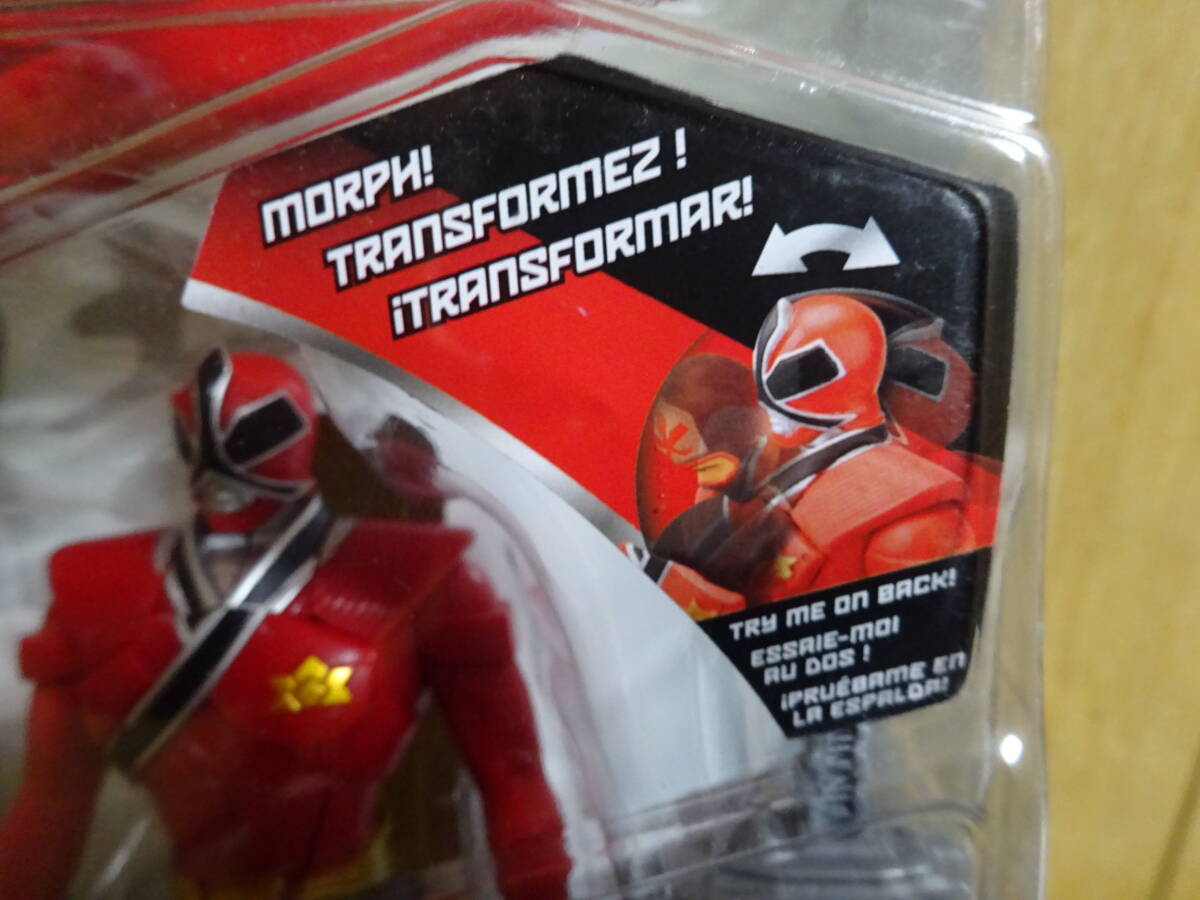 MORPH!
TRANSFORMEZ !
¡TRANSFORMAR!
TRY ME ON BACK!
ESSAIE-MOI
AU DOS !
¡PRUÉBAME EN
LA ESPALDA!